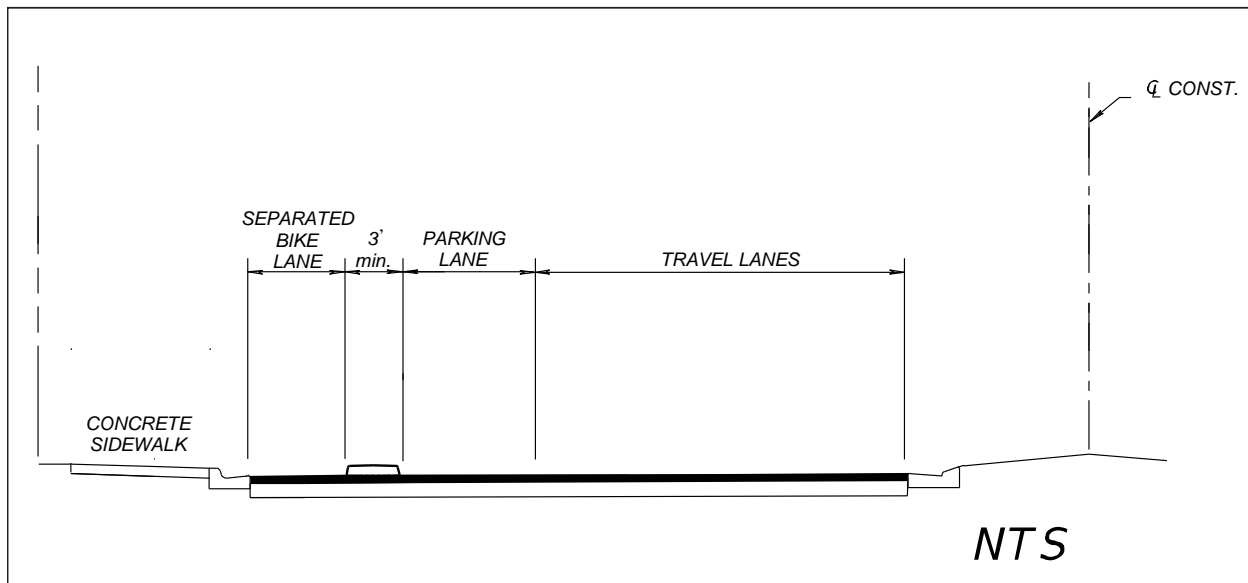 ℄ CONST.
SEPARATED
BIKE
LANE
3'
min.
PARKING
LANE
TRAVEL LANES
CONCRETE
SIDEWALK
NTS